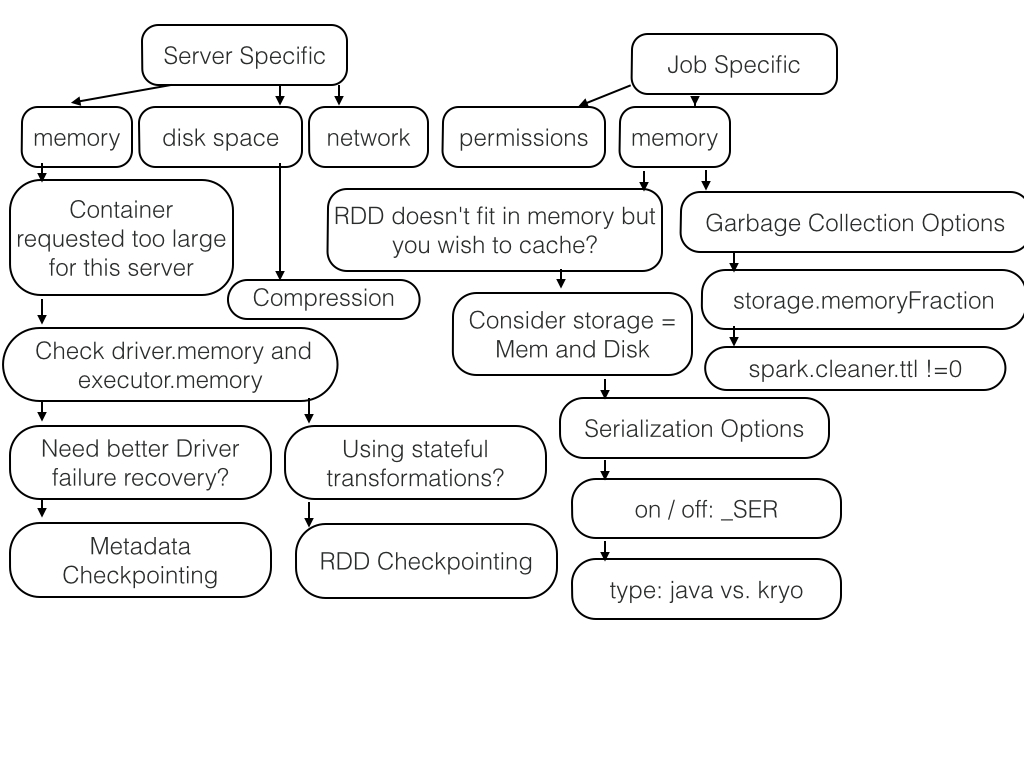 Server Specific
Job Specific
memory
disk space
network
permissions
memory
Container
requested too large
for this server
RDD doesn't fit in memory but
you wish to cache?
Garbage Collection Options
Compression
storage.memoryFraction
Consider storage =
Mem and Disk
Check driver.memory and
executor.memory
spark.cleaner.ttl !=0
Serialization Options
Need better Driver
failure recovery?
Using stateful
transformations?
on / off: _SER
Metadata
Checkpointing
RDD Checkpointing
type: java vs. kryo